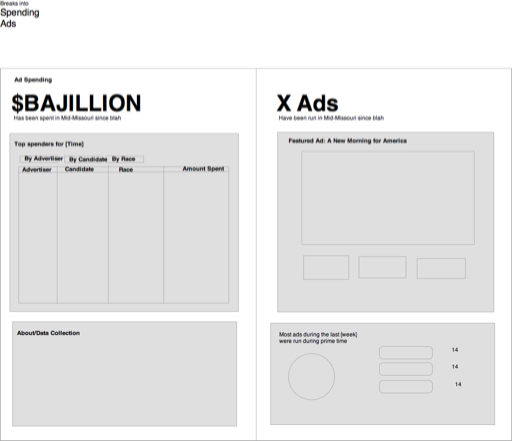 Breaks into
Spending
Ads
Ad Spending
$BAJILLION
Has been spent in Mid-Missouri since blah
Top spenders for [Time]
By Advertiser By Candidate By Race
Advertiser Candidate Race Amount Spent
About/Data Collection
X Ads
Have been run in Mid-Missouri since blah
Featured Ad: A New Morning for America
Most ads during the last [week]
were run during prime time
14
14
14